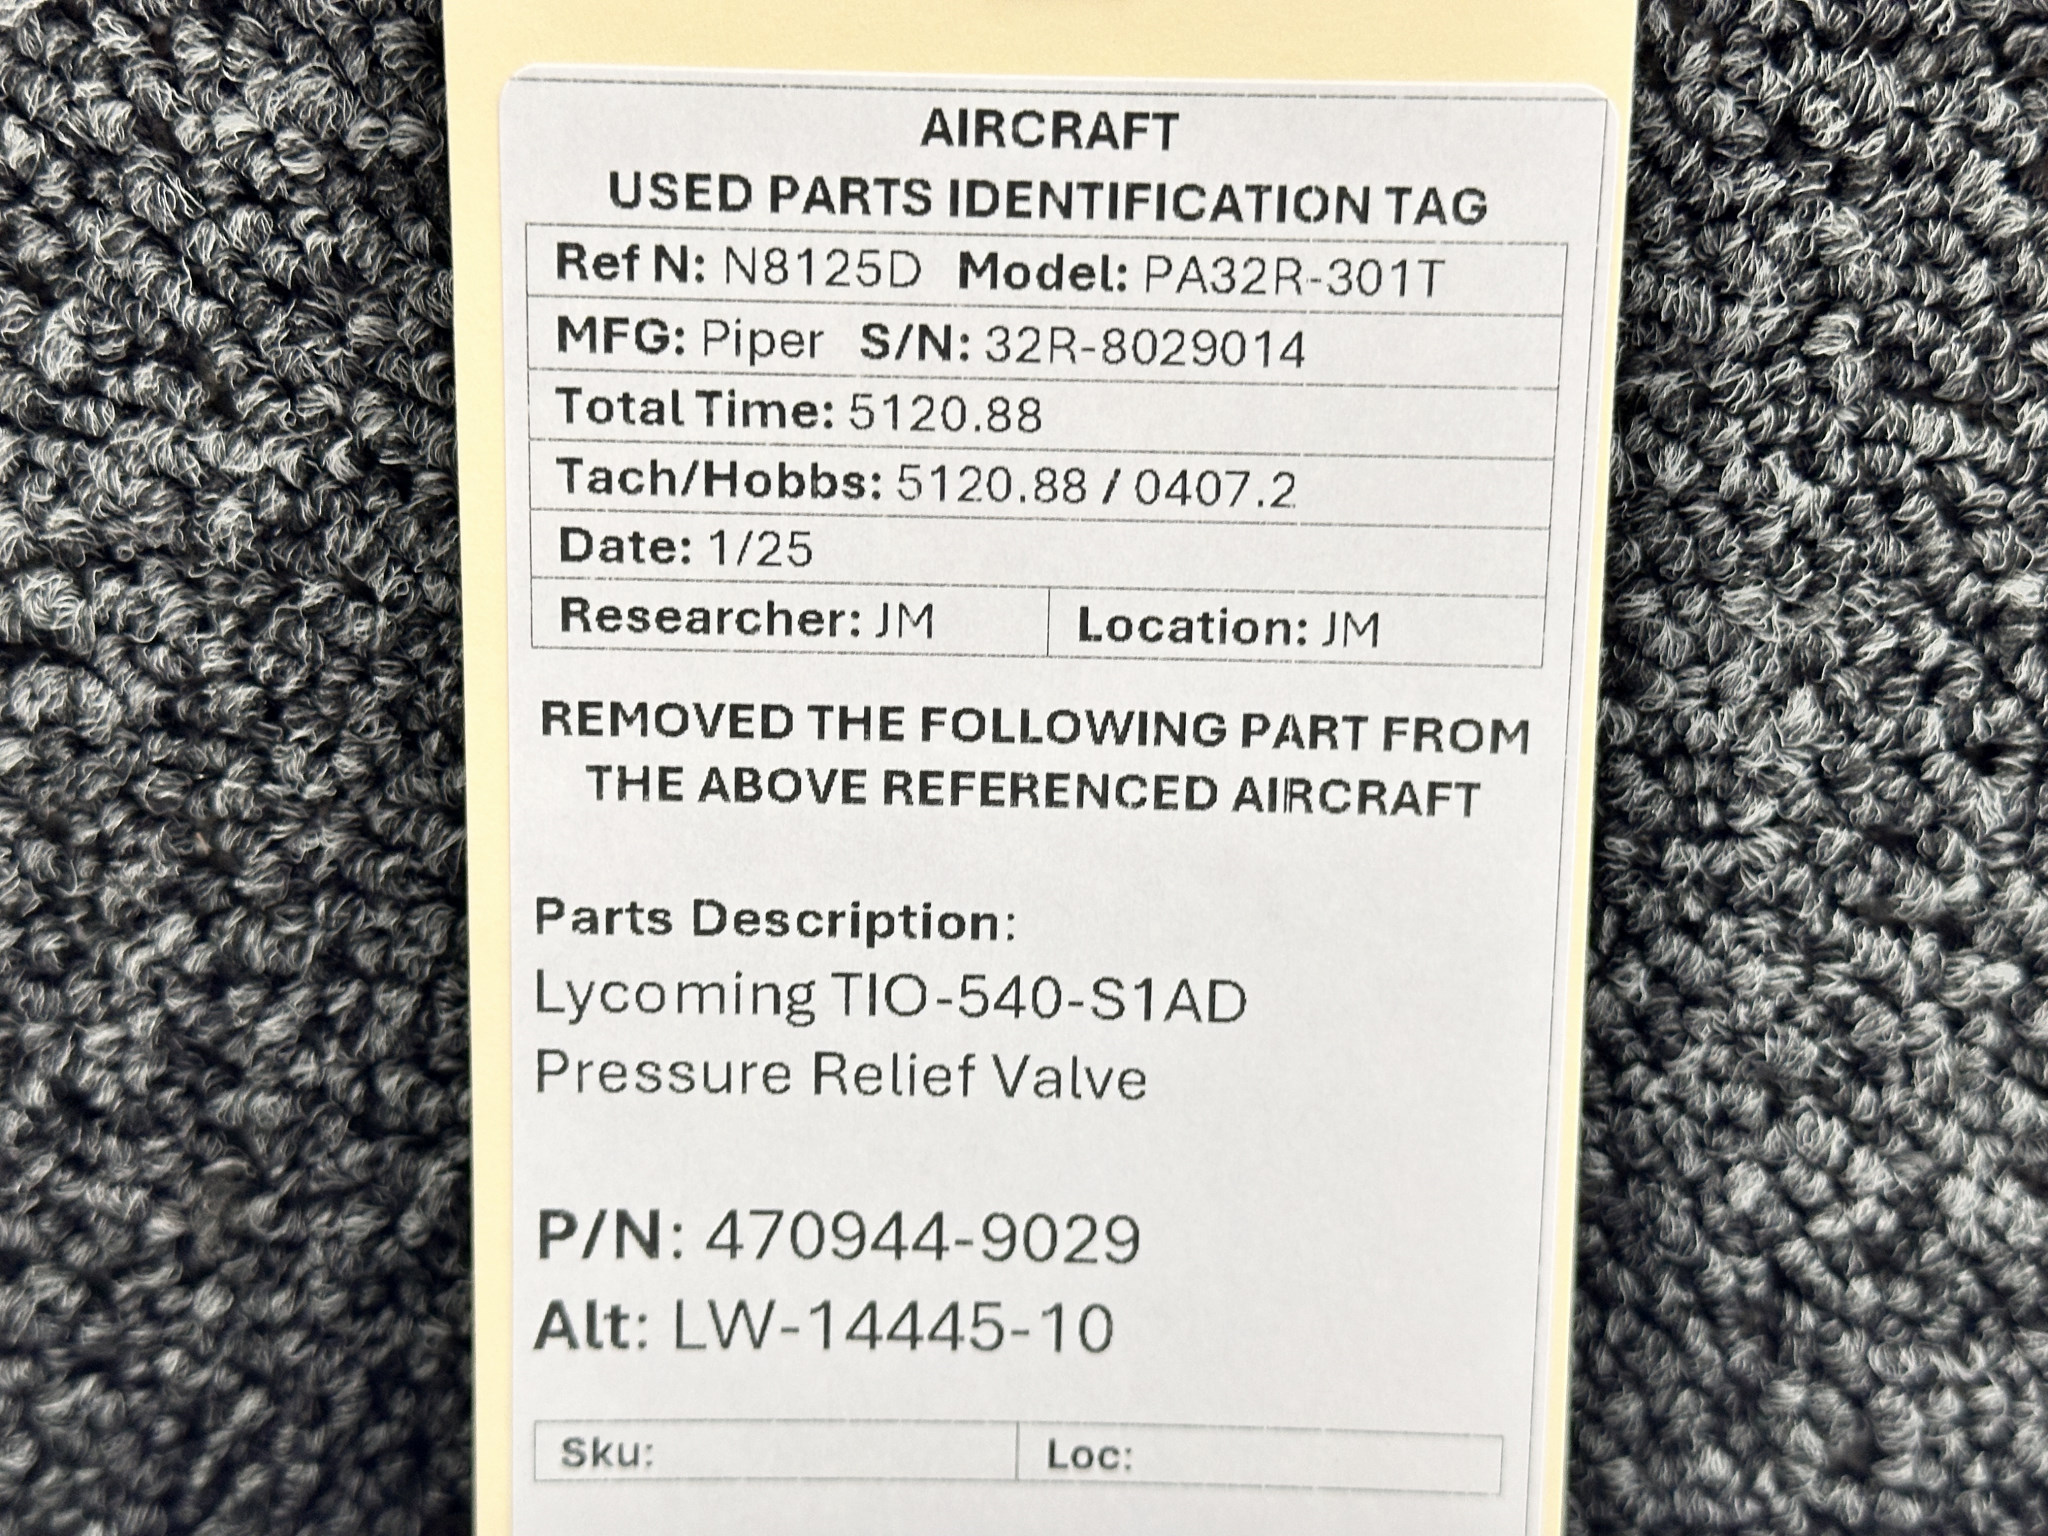 AIRCRAFT
USED PARTS IDENTIFICATION TAG
Ref N: N8125D Model: PA32R-301T
MFG: Piper S/N: 32R-8029014
Total Time: 5120.88
Tach/Hobbs: 5120.88 / 0407.2
Date: 1/25
Researcher: JM Location: JM
REMOVED THE FOLLOWING PART FROM
THE ABOVE REFERENCED AIRCRAFT
Parts Description:
Lycoming TIO-540-S1AD
Pressure Relief Valve
P/N: 470944-9029
Alt: LW-14445-10
Sku: Loc: